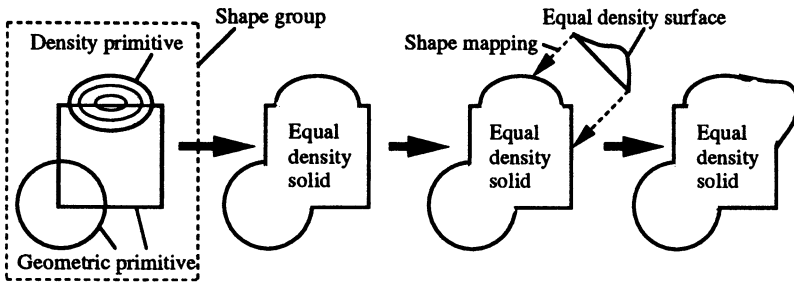 Shape group
Density primitive
Geometric primitive
Equal
density
solid
Shape mapping
Equal density surface
Equal
density
solid
Equal
density
solid